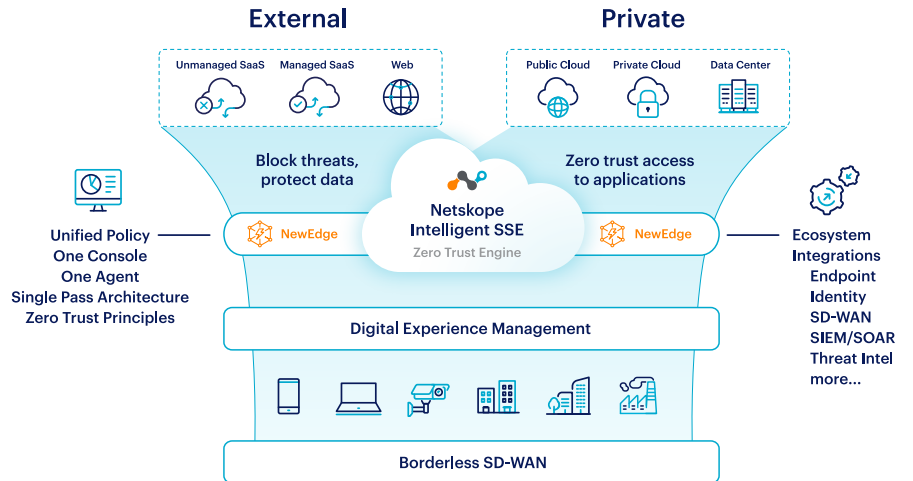 External
Private
Unmanaged SaaS
Managed SaaS
Web
Public Cloud
Private Cloud
Data Center
Block threats,
protect data
Zero trust access
to applications
Netskope
Intelligent SSE
Zero Trust Engine
NewEdge
NewEdge
Unified Policy
One Console
One Agent
Single Pass Architecture
Zero Trust Principles
Ecosystem
Integrations
Endpoint
Identity
SD-WAN
SIEM/SOAR
Threat Intel
more...
Digital Experience Management
Borderless SD-WAN